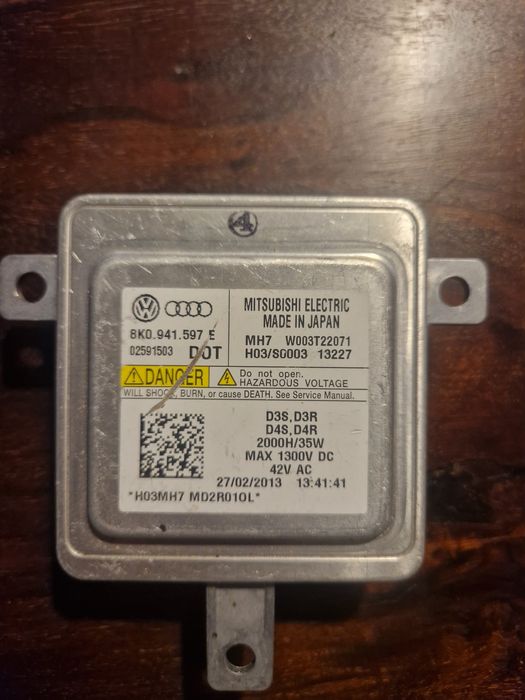 4
8K0.941.597 E
02591503 DOT
MITSUBISHI ELECTRIC
MADE IN JAPAN
MH7 W003T22071
H03/SG003 13227
DANGER
Do not open.
HAZARDOUS VOLTAGE
WILL SHOCK, BURN, or cause DEATH. See Service Manual.
D3S,D3R
D4S,D4R
2000H/35W
MAX 1300V DC
42V AC
27/02/2013 13:41:41
*H03MH7 MD2R010L*